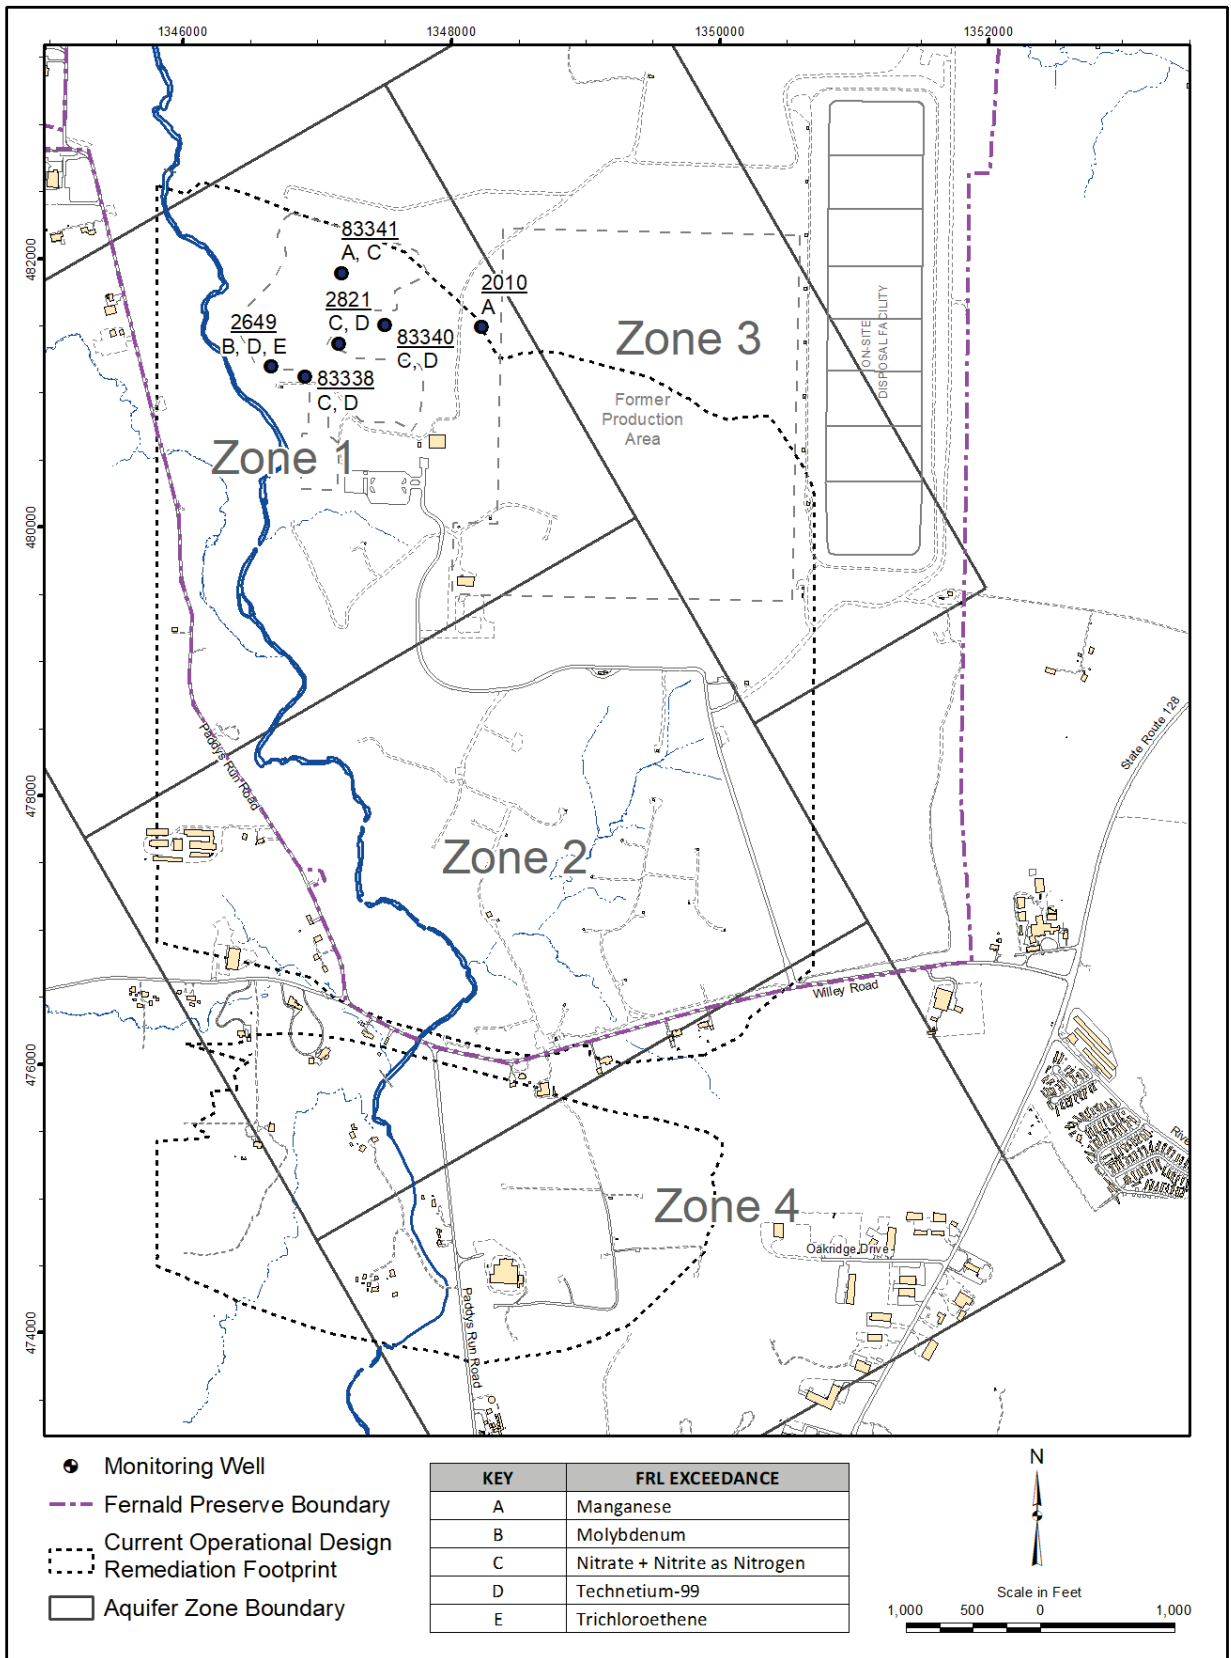 1346000
1348000
1350000
1352000
482000
480000
478000
476000
474000
83341
A, C
2010
A
2821
C, D
2649
B, D, E
83340
C, D
83338
C, D
Zone 3
ON-SITE
DISPOSAL FACILITY
Former
Production
Area
Zone 1
State Route 128
Paddys Run Road
Zone 2
Willey Road
Rive
Zone 4
Oakridge Drive
Paddys Run Road
Monitoring Well
Fernald Preserve Boundary
Current Operational Design
Remediation Footprint
Aquifer Zone Boundary
KEY FRL EXCEEDANCE
A Manganese
B Molybdenum
C Nitrate + Nitrite as Nitrogen
D Technetium-99
E Trichloroethene
N
Scale in Feet
1,000 500 0 1,000